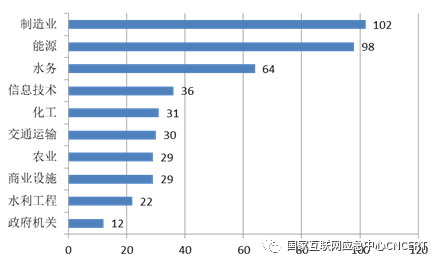 制造业 102
能源 98
水务 64
信息技术 36
化工 31
交通运输 30
农业 29
商业设施 29
水利工程 22
政府机关 12
0 20 40 60 80 100 120
国家互联网应急中心CNCERT